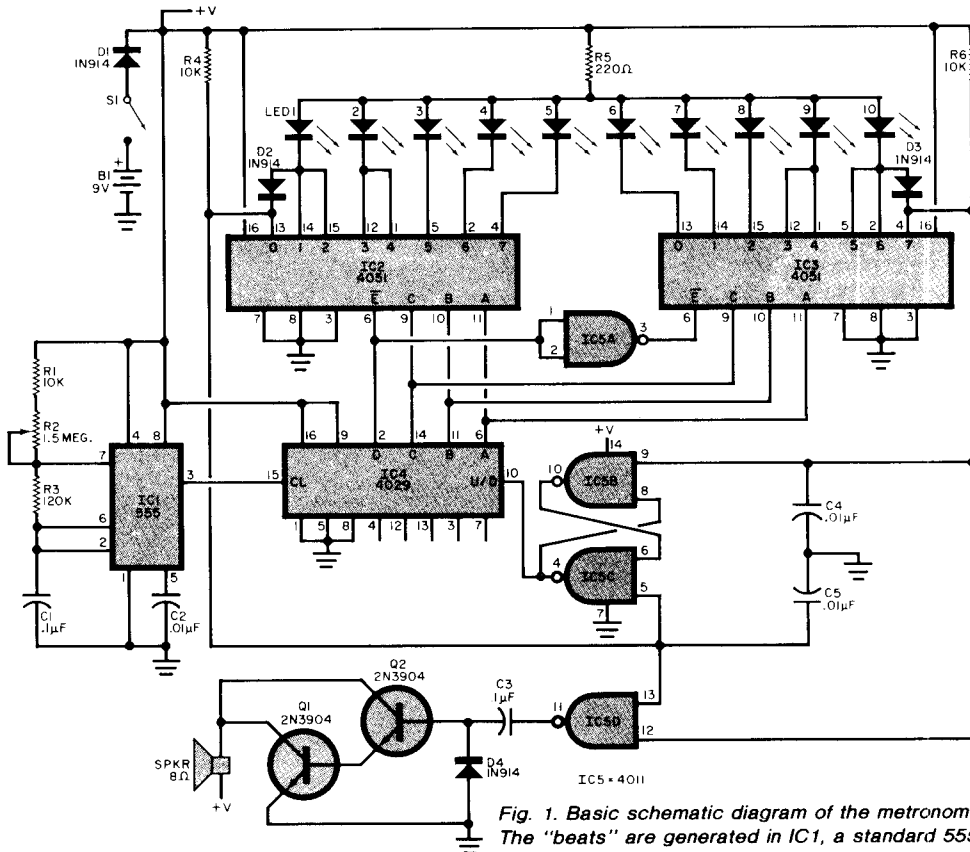 +V
D1
1N914
S1
+
B1
9V
R4
10K
R5
220Ω
R6
10K
LED1 2 3 4 5 6 7 8 9 10
D2
1N914
D3
1N914
16 13 14 15 12 1 5 2 4
0 1 2 3 4 5 6 7
IC2
4051
E̅ C B A
7 8 3 6 9 10 11
13 14 15 12 1 5 2 4 16
0 1 2 3 4 5 6 7
IC3
4051
E̅ C B A
6 9 10 11 7 8 3
1
2
IC5A
3
R1
10K
R2
1.5 MEG.
R3
120K
4 8
7
6
2
3
1 5
IC1
555
C1
.1µF
C2
.01µF
16 9 2 14 11 6
D C B A
15 CL
IC4
4029
U/D 10
1 5 8 4 12 13 3 7
+V
14
10
IC5B
9
8
4
IC5C
6
5
7
C4
.01µF
C5
.01µF
Q2
2N3904
Q1
2N3904
C3
1µF
11
IC5D
13
12
D4
1N914
SPKR
8Ω
+V
IC5=4011
Fig. 1. Basic schematic diagram of the metronom
The "beats" are generated in IC1, a standard 555